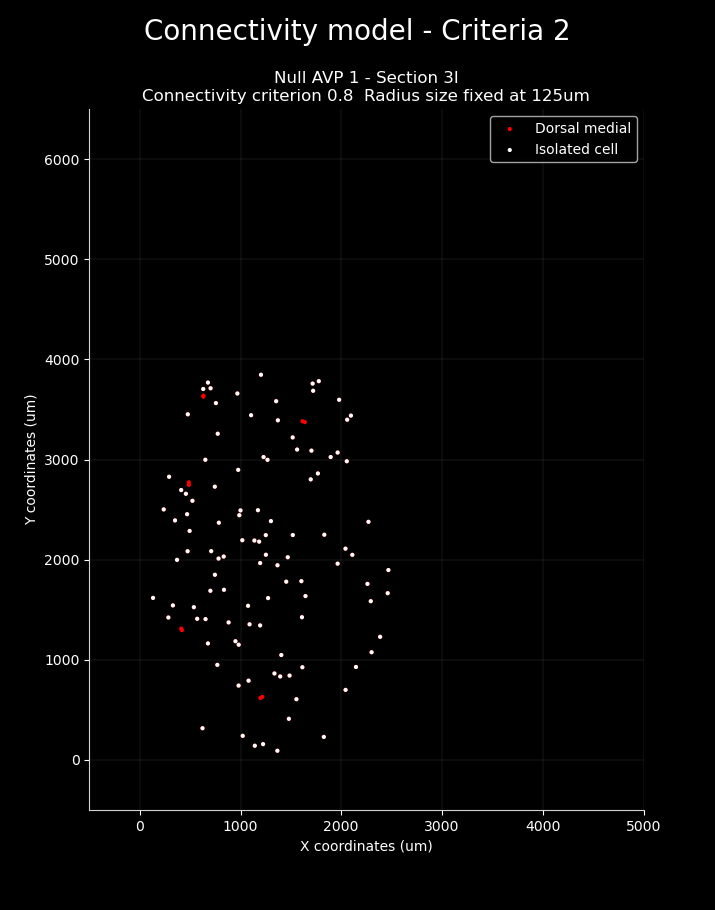 Connectivity model - Criteria 2
Null AVP 1 - Section 3l
Connectivity criterion 0.8  Radius size fixed at 125um
Dorsal medial
Isolated cell
6000
5000
4000
3000
2000
1000
0
Y coordinates (um)
0 1000 2000 3000 4000 5000
X coordinates (um)